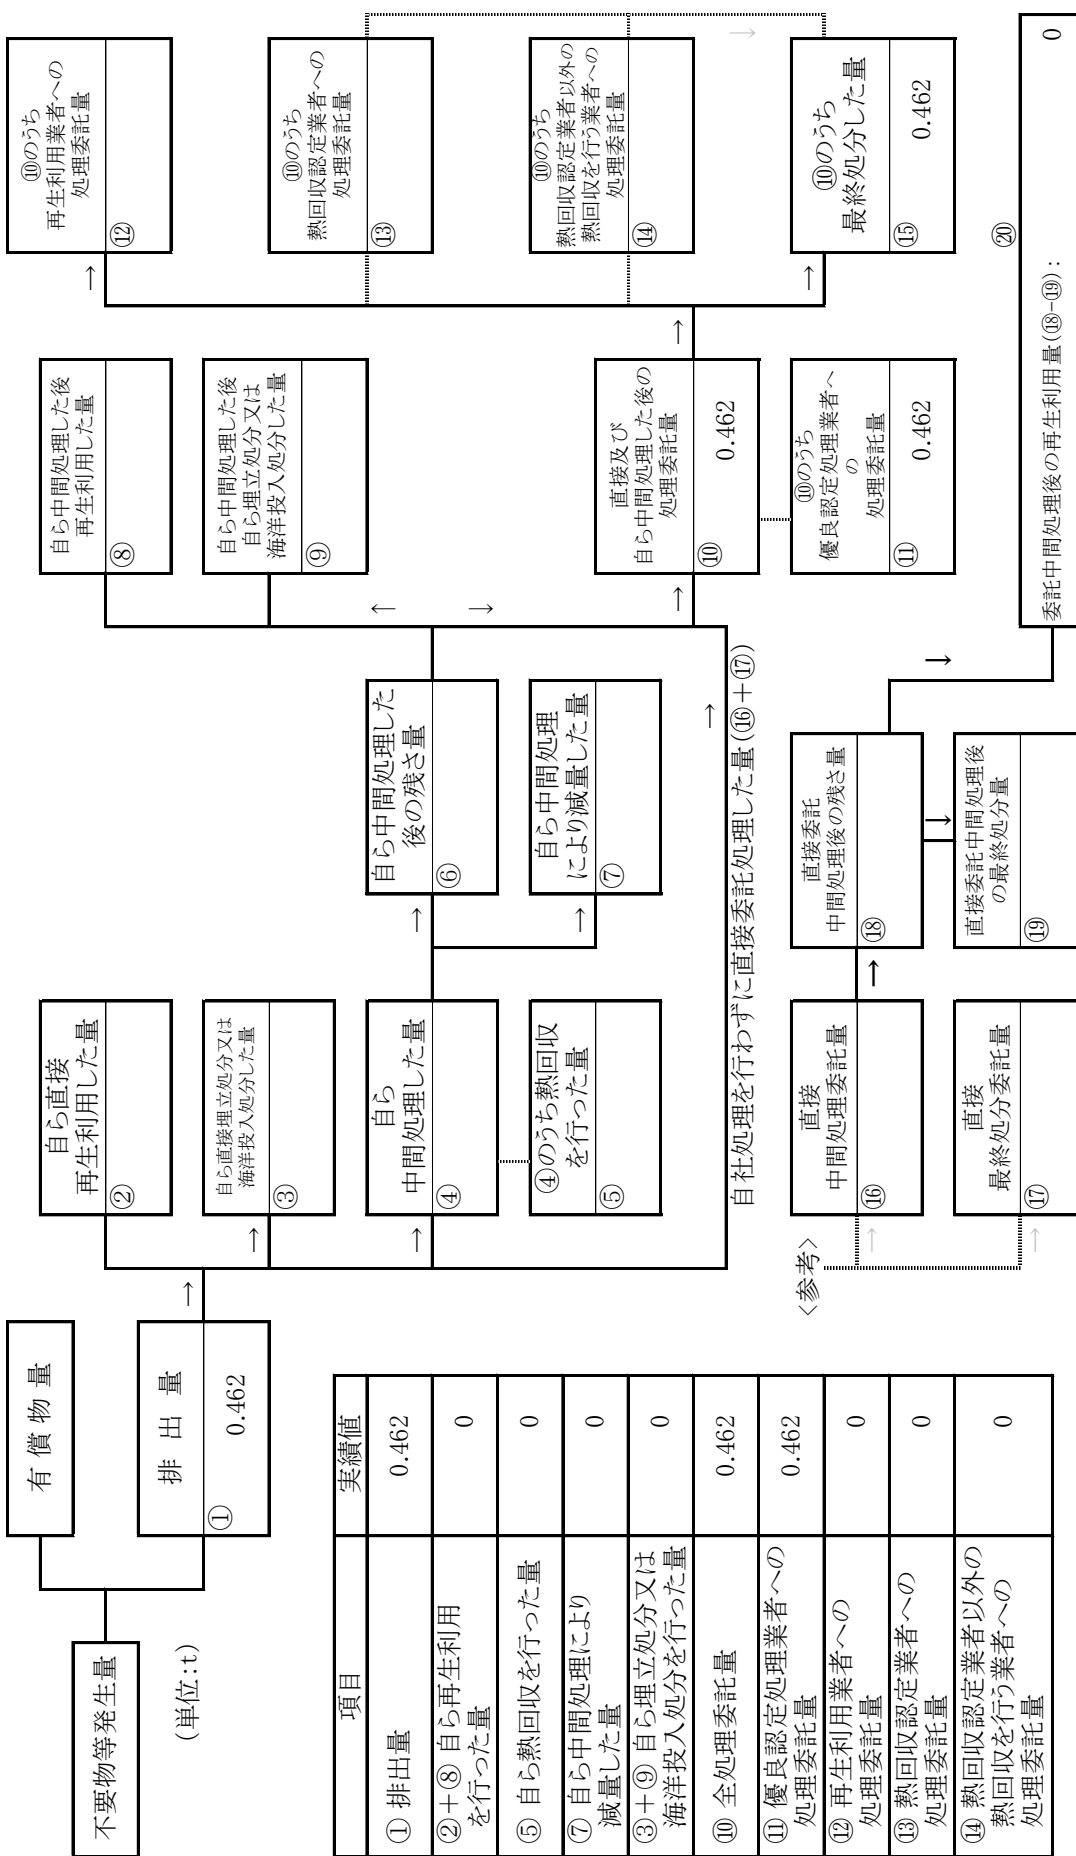 不要物等発生量
(単位:t)
有 償 物 量
排 出 量
①
0.462
→
自ら直接
再生利用した量
②
→
自ら直接埋立処分又は
海洋投入処分した量
③
→
自ら
中間処理した量
④
④のうち熱回収
を行った量
⑤
→
自ら中間処理した
後の残さ量
⑥
→
自ら中間処理
により減量した量
⑦
↑
↓
自ら中間処理した後
再生利用した量
⑧
自ら中間処理した後
自ら埋立処分又は
海洋投入処分した量
⑨
→
直接及び
自ら中間処理した後の
処理委託量
⑩
0.462
⑩のうち
優良認定処理業者へ
の
処理委託量
⑪
0.462
→
→
⑩のうち
再生利用業者への
処理委託量
⑫
⑩のうち
熱回収認定業者への
処理委託量
⑬
⑩のうち
熱回収認定業者以外の
熱回収を行う業者への
処理委託量
⑭
↓
→
⑩のうち
最終処分した量
⑮
0.462
→
自社処理を行わずに直接委託処理した量(⑯+⑰)
<参考>
→
直接
中間処理委託量
⑯
→
直接
最終処分委託量
⑰
→
直接委託
中間処理後の残さ量
⑱
↓
直接委託中間処理後
の最終処分量
⑲
↓
⑳
委託中間処理後の再生利用量(⑱-⑲):
0
項目 実績値
① 排出量 0.462
②+⑧ 自ら再生利用
を行った量 0
⑤ 自ら熱回収を行った量 0
⑦ 自ら中間処理により
減量した量 0
③+⑨ 自ら埋立処分又は
海洋投入処分を行った量 0
⑩ 全処理委託量 0.462
⑪ 優良認定処理業者への
処理委託量 0.462
⑫ 再生利用業者への
処理委託量 0
⑬ 熱回収認定業者への
処理委託量 0
⑭ 熱回収認定業者以外の
熱回収を行う業者への
処理委託量 0